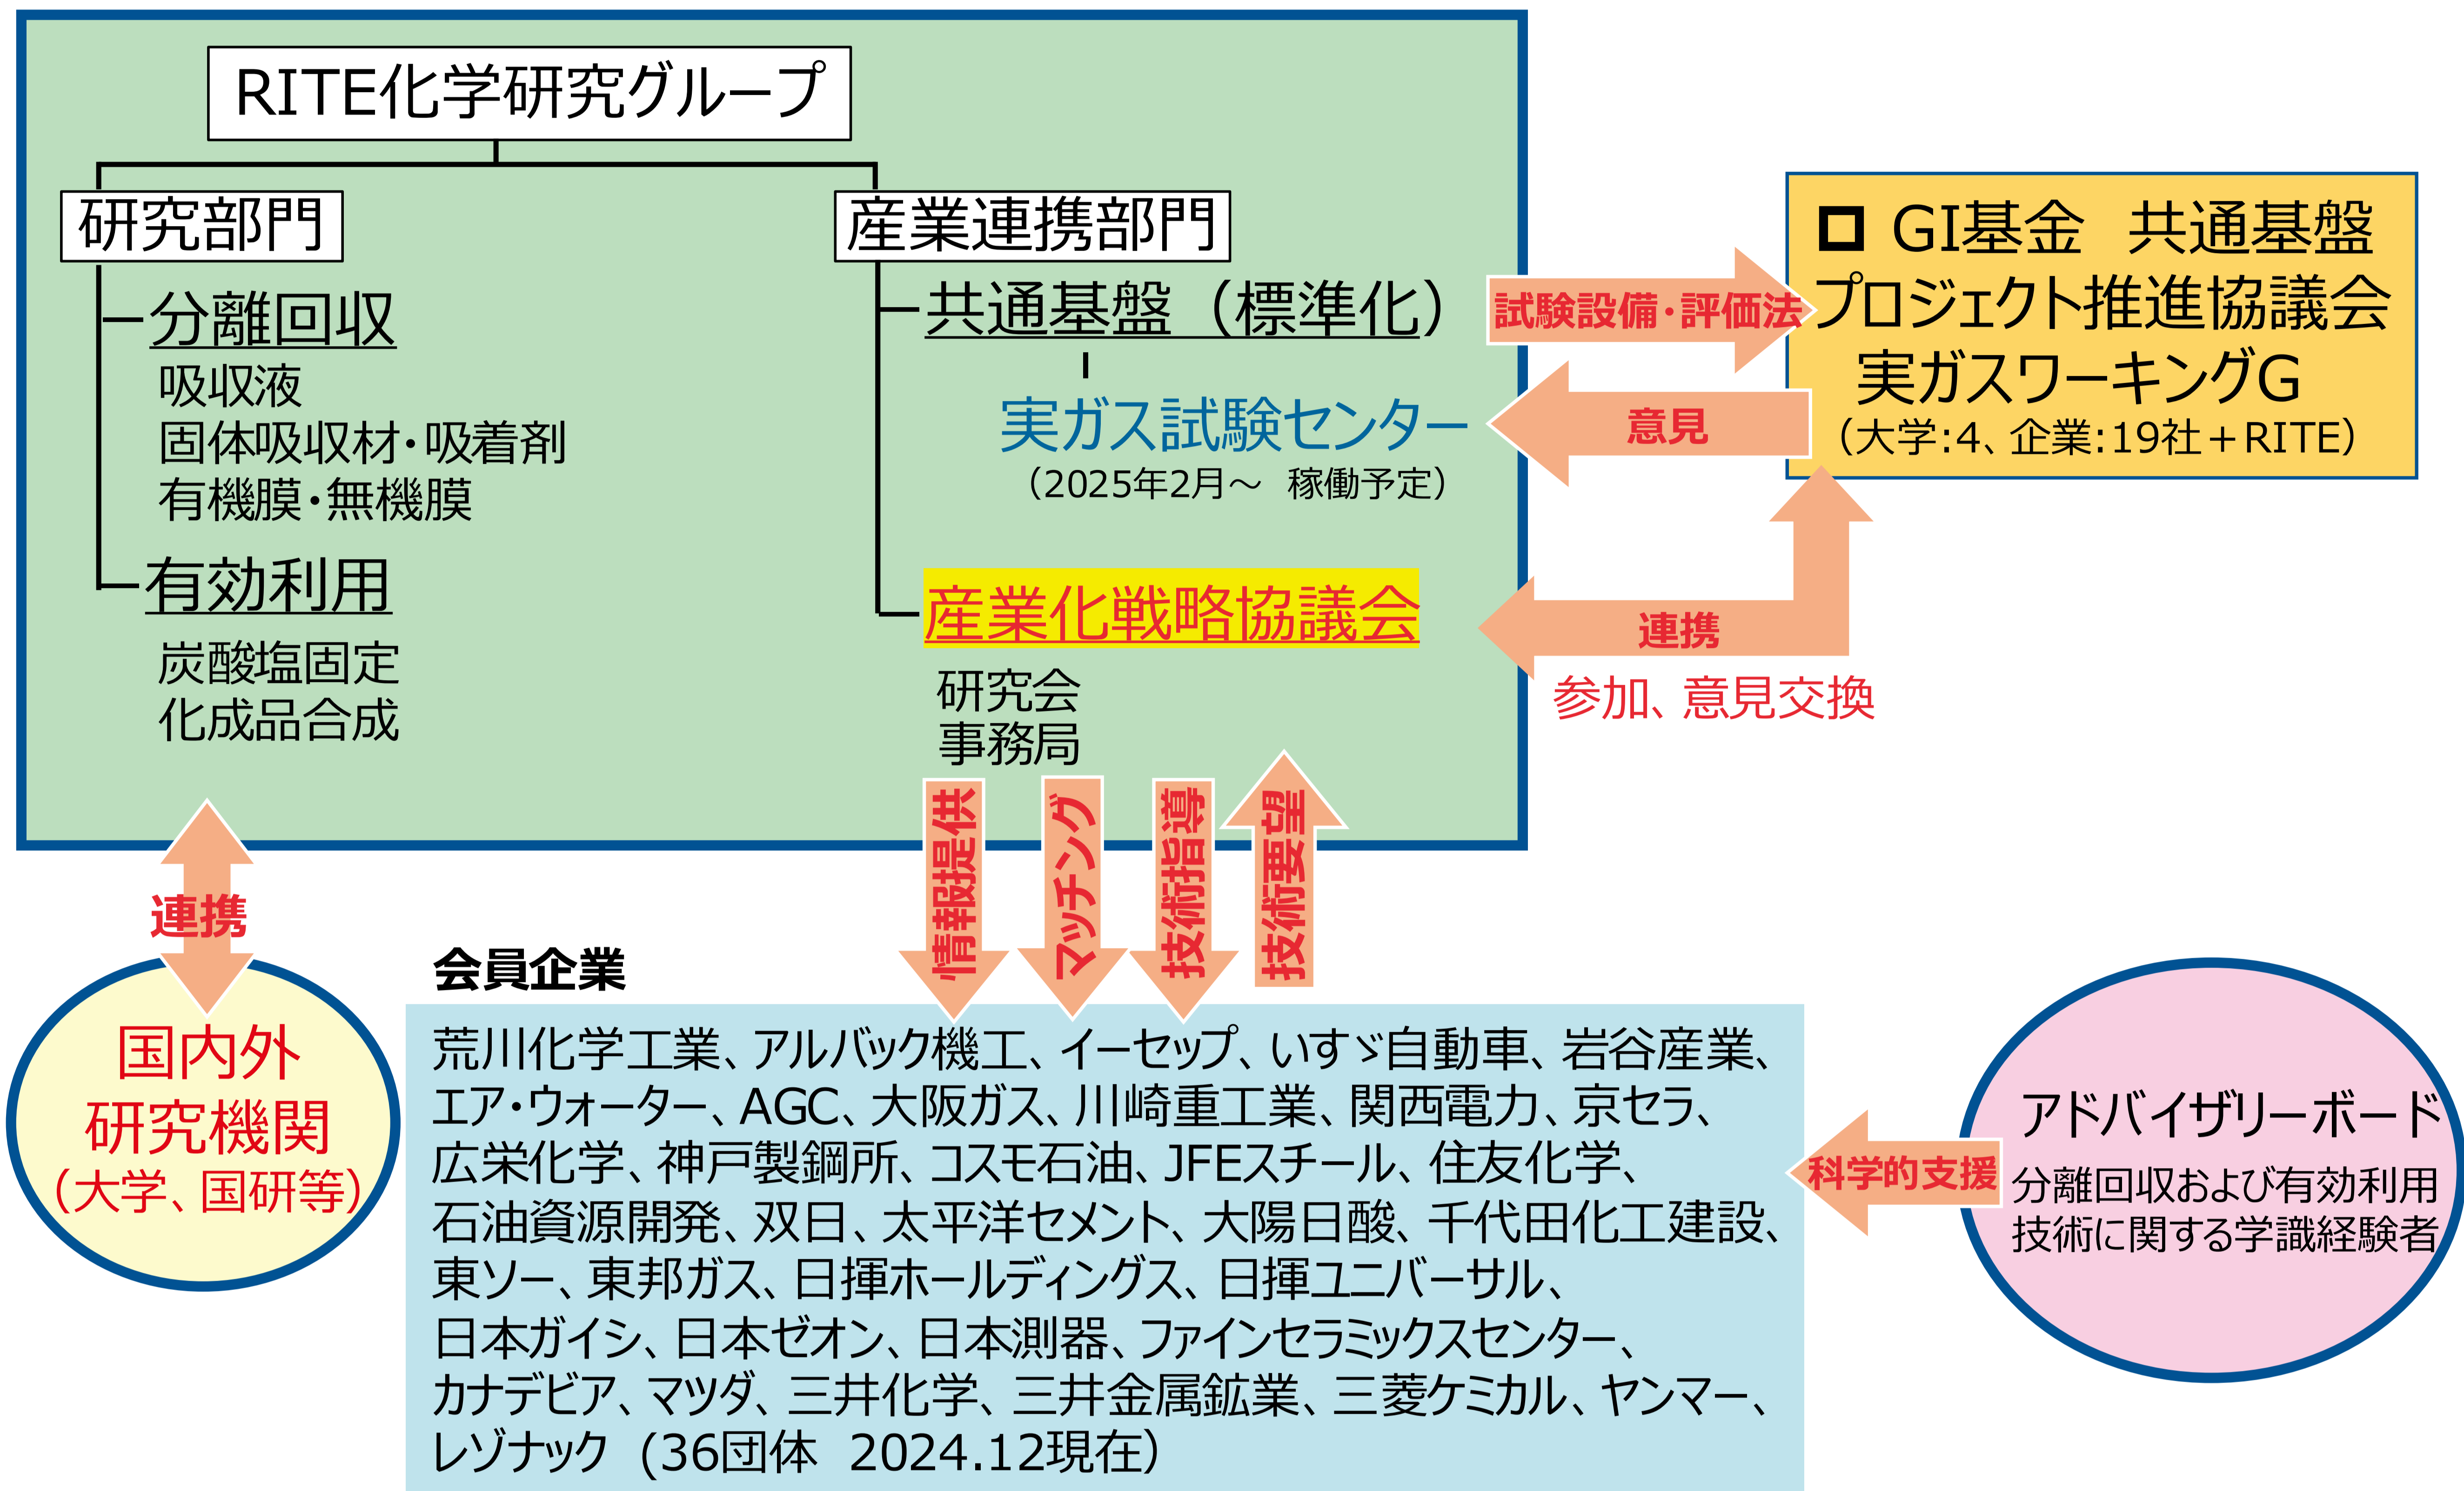 RITE化学研究グループ
研究部門
分離回収
吸収液
固体吸収材・吸着剤
有機膜・無機膜
有効利用
炭酸塩固定
化成品合成
産業連携部門
共通基盤（標準化）
実ガス試験センター
（2025年2月～　稼働予定）
産業化戦略協議会
研究会
事務局
試験設備・評価法
意見
連携
参加、意見交換
GI基金　共通基盤
プロジェクト推進協議会
実ガスワーキングG
（大学：4、企業：19社＋RITE）
連携
国内外
研究機関
（大学、国研等）
情報提供
マッチング
技術指導
技術要望
会員企業
荒川化学工業、アルバック機工、イーセップ、いすゞ自動車、岩谷産業、
エア・ウォーター、AGC、大阪ガス、川崎重工業、関西電力、京セラ、
広栄化学、神戸製鋼所、コスモ石油、JFEスチール、住友化学、
石油資源開発、双日、太平洋セメント、大陽日酸、千代田化工建設、
東ソー、東邦ガス、日揮ホールディングス、日揮ユニバーサル、
日本ガイシ、日本ゼオン、日本測器、ファインセラミックスセンター、
カナデビア、マツダ、三井化学、三井金属鉱業、三菱ケミカル、ヤンマー、
レゾナック（36団体　2024.12現在）
科学的支援
アドバイザリーボード
分離回収および有効利用
技術に関する学識経験者